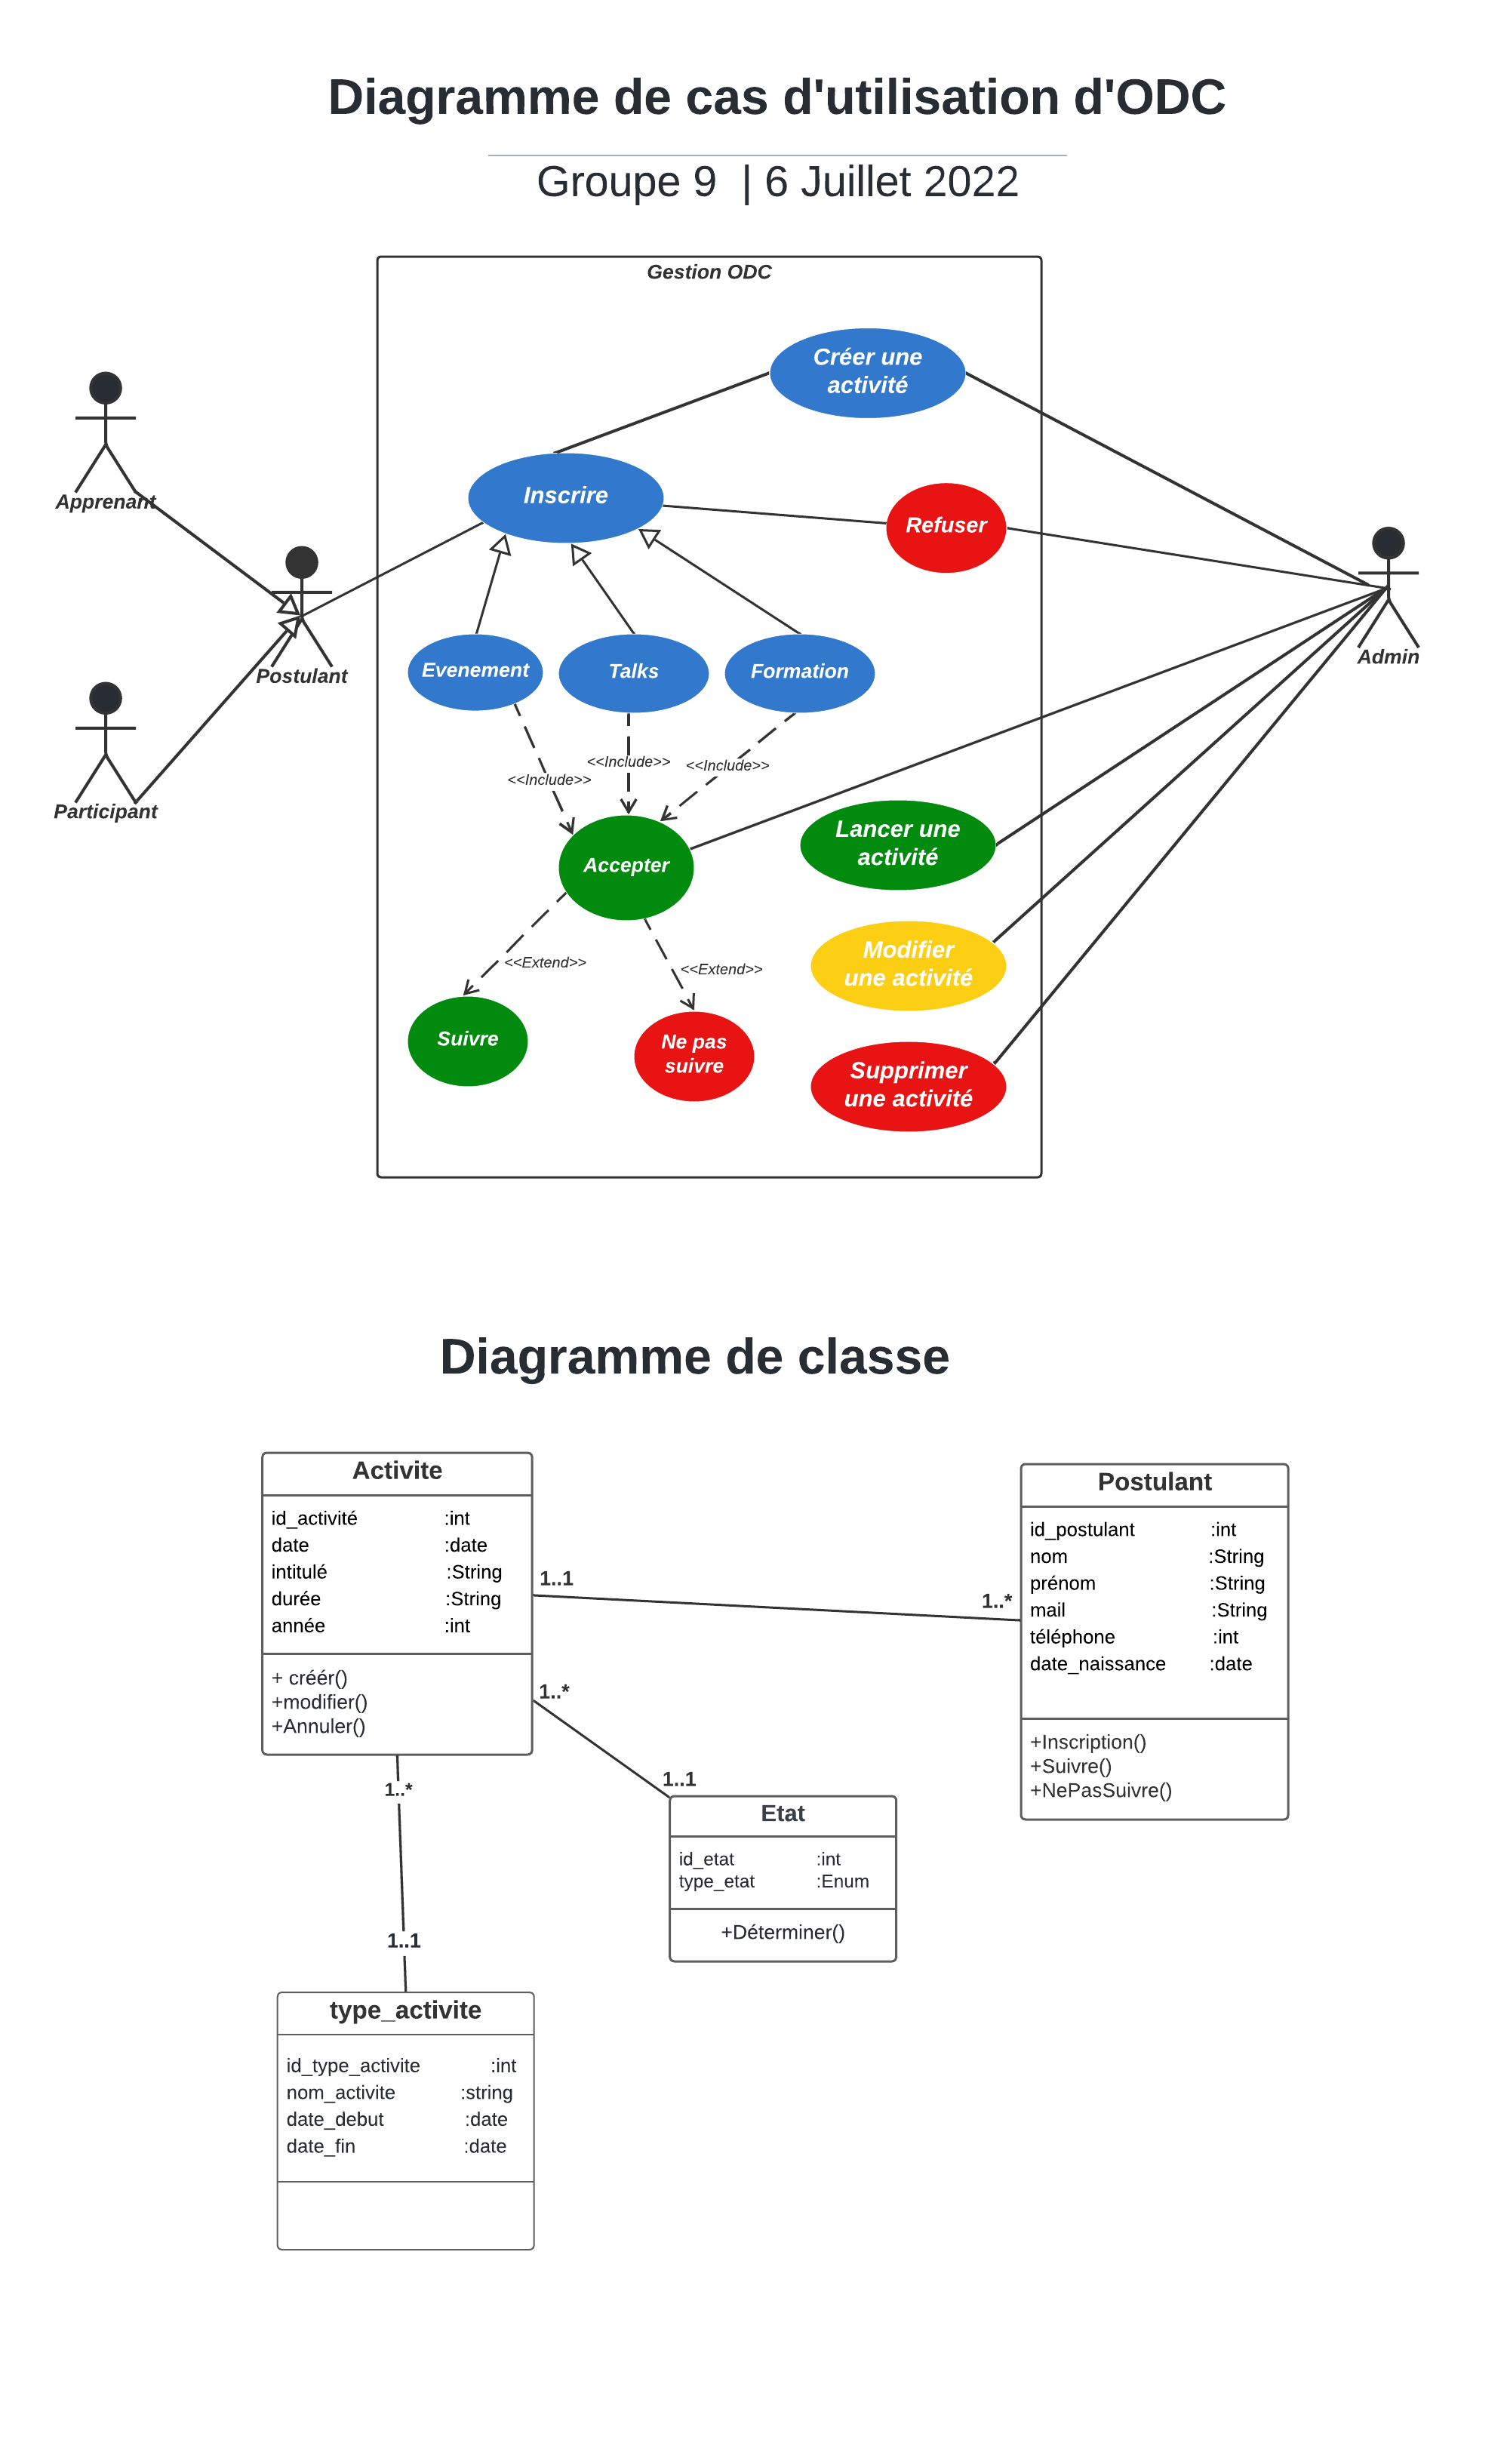 Diagramme de cas d'utilisation d'ODC
Groupe 9 | 6 Juillet 2022
Gestion ODC
Créer une
activité
Inscrire
Refuser
Apprenant
Postulant
Admin
Evenement
Talks
Formation
<<Include>>
<<Include>>
<<Include>>
Participant
Accepter
Lancer une
activité
<<Extend>>
<<Extend>>
Modifier
une activité
Suivre
Ne pas
suivre
Supprimer
une activité
Diagramme de classe
Activite
id_activité :int
date :date
intitulé :String
durée :String
année :int
+ créér()
+modifier()
+Annuler()
1..1
1..*
Postulant
id_postulant :int
nom :String
prénom :String
mail :String
téléphone :int
date_naissance :date
+Inscription()
+Suivre()
+NePasSuivre()
1..*
1..1
Etat
id_etat :int
type_etat :Enum
+Déterminer()
1..*
1..1
type_activite
id_type_activite :int
nom_activite :string
date_debut :date
date_fin :date